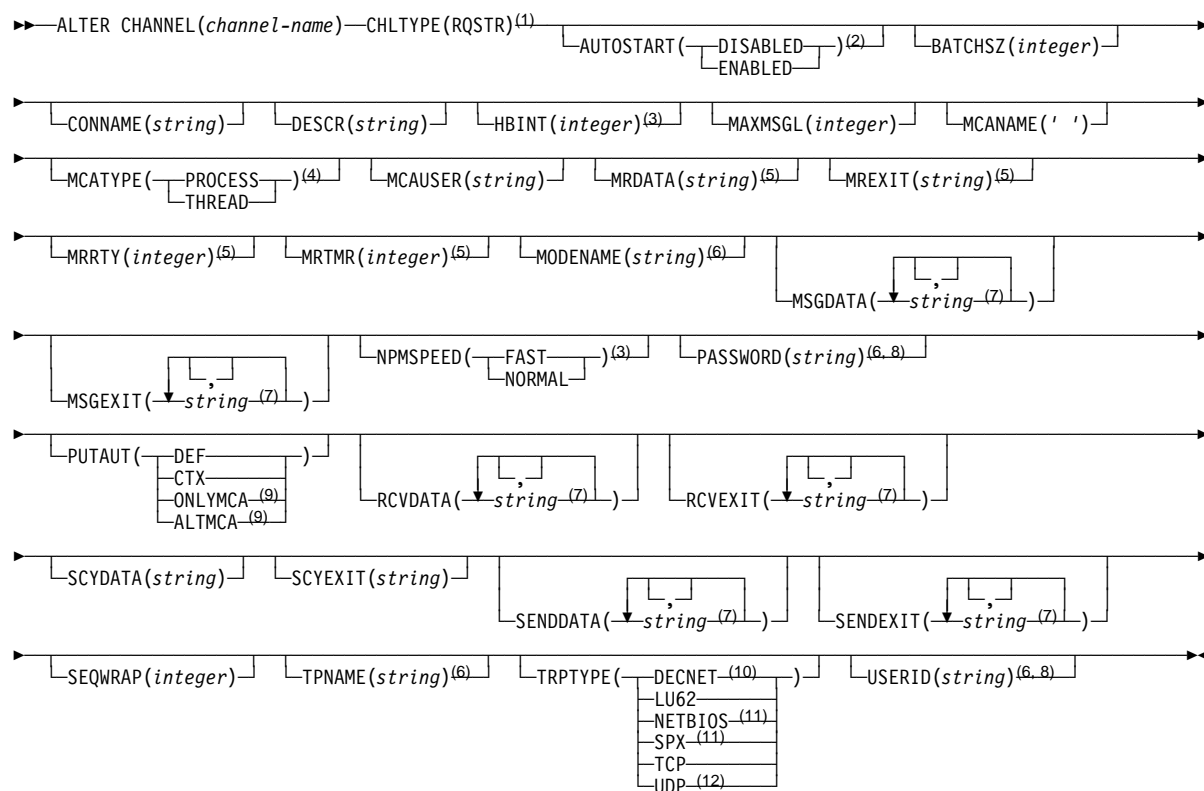 ALTER CHANNEL(channel-name) CHLTYPE(RQSTR)(1) AUTOSTART( DISABLED )(2) BATCHSZ(integer)
ENABLED
CONNAME(string) DESCR(string) HBINT(integer)(3) MAXMSGL(integer) MCANAME(' ')
MCATYPE( PROCESS )(4) MCAUSER(string) MRDATA(string)(5) MREXIT(string)(5)
THREAD
MRRTY(integer)(5) MRTMR(integer)(5) MODENAME(string)(6)
,
MSGDATA( string (7) )
NPMSPEED( FAST )(3) PASSWORD(string)(6, 8)
, NORMAL
MSGEXIT( string (7) )
PUTAUT( DEF )
CTX , ,
ONLYMCA (9) RCVDATA( string (7) ) RCVEXIT( string (7) )
ALTMCA (9)
SCYDATA(string) SCYEXIT(string)
, ,
SENDDATA( string (7) ) SENDEXIT( string (7) )
SEQWRAP(integer) TPNAME(string)(6) TRPTYPE( DECNET (10) ) USERID(string)(6, 8)
LU62
NETBIOS (11)
SPX (11)
TCP
UDP (12)